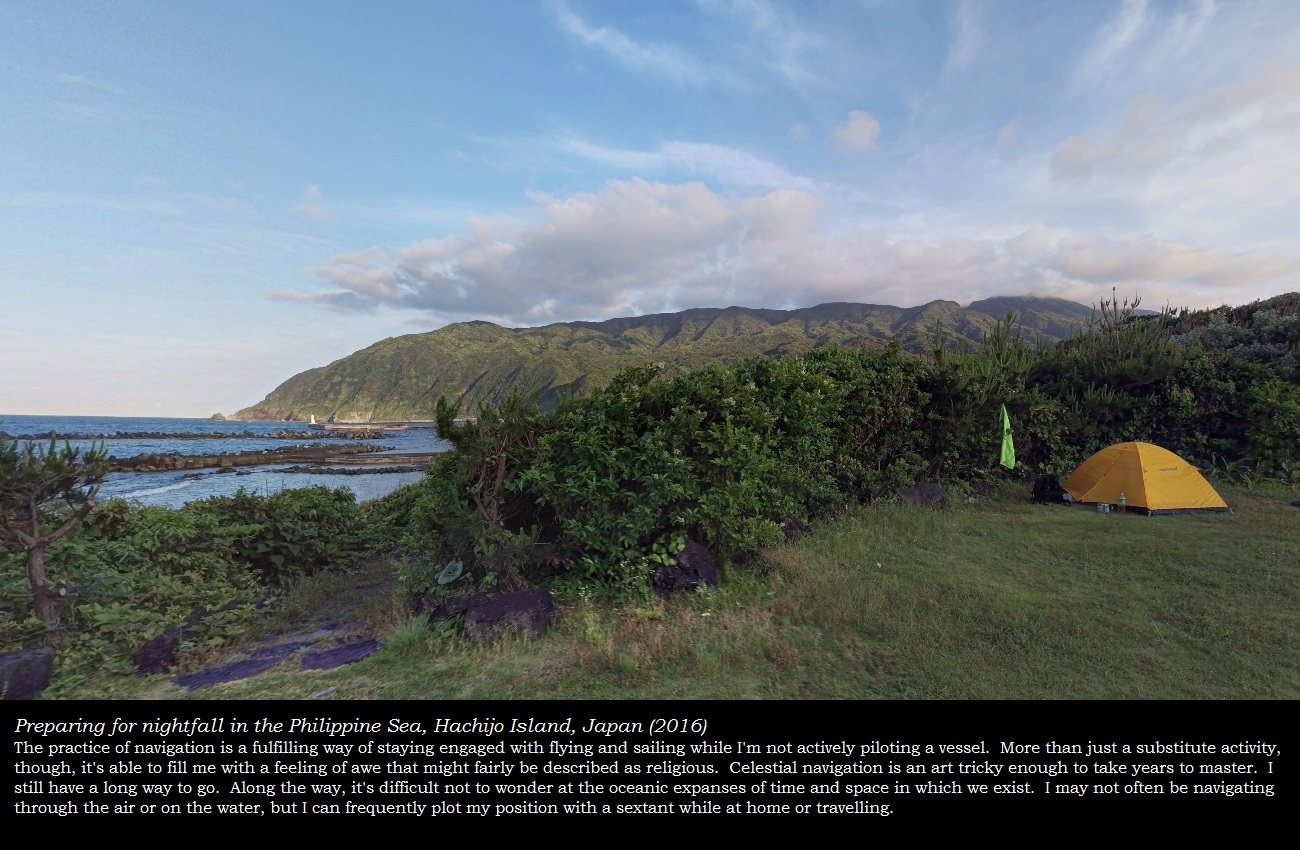 Preparing for nightfall in the Philippine Sea, Hachijo Island, Japan (2016)
The practice of navigation is a fulfilling way of staying engaged with flying and sailing while I'm not actively piloting a vessel.  More than just a substitute activity,
though, it's able to fill me with a feeling of awe that might fairly be described as religious.  Celestial navigation is an art tricky enough to take years to master.  I
still have a long way to go.  Along the way, it's difficult not to wonder at the oceanic expanses of time and space in which we exist.  I may not often be navigating
through the air or on the water, but I can frequently plot my position with a sextant while at home or travelling.